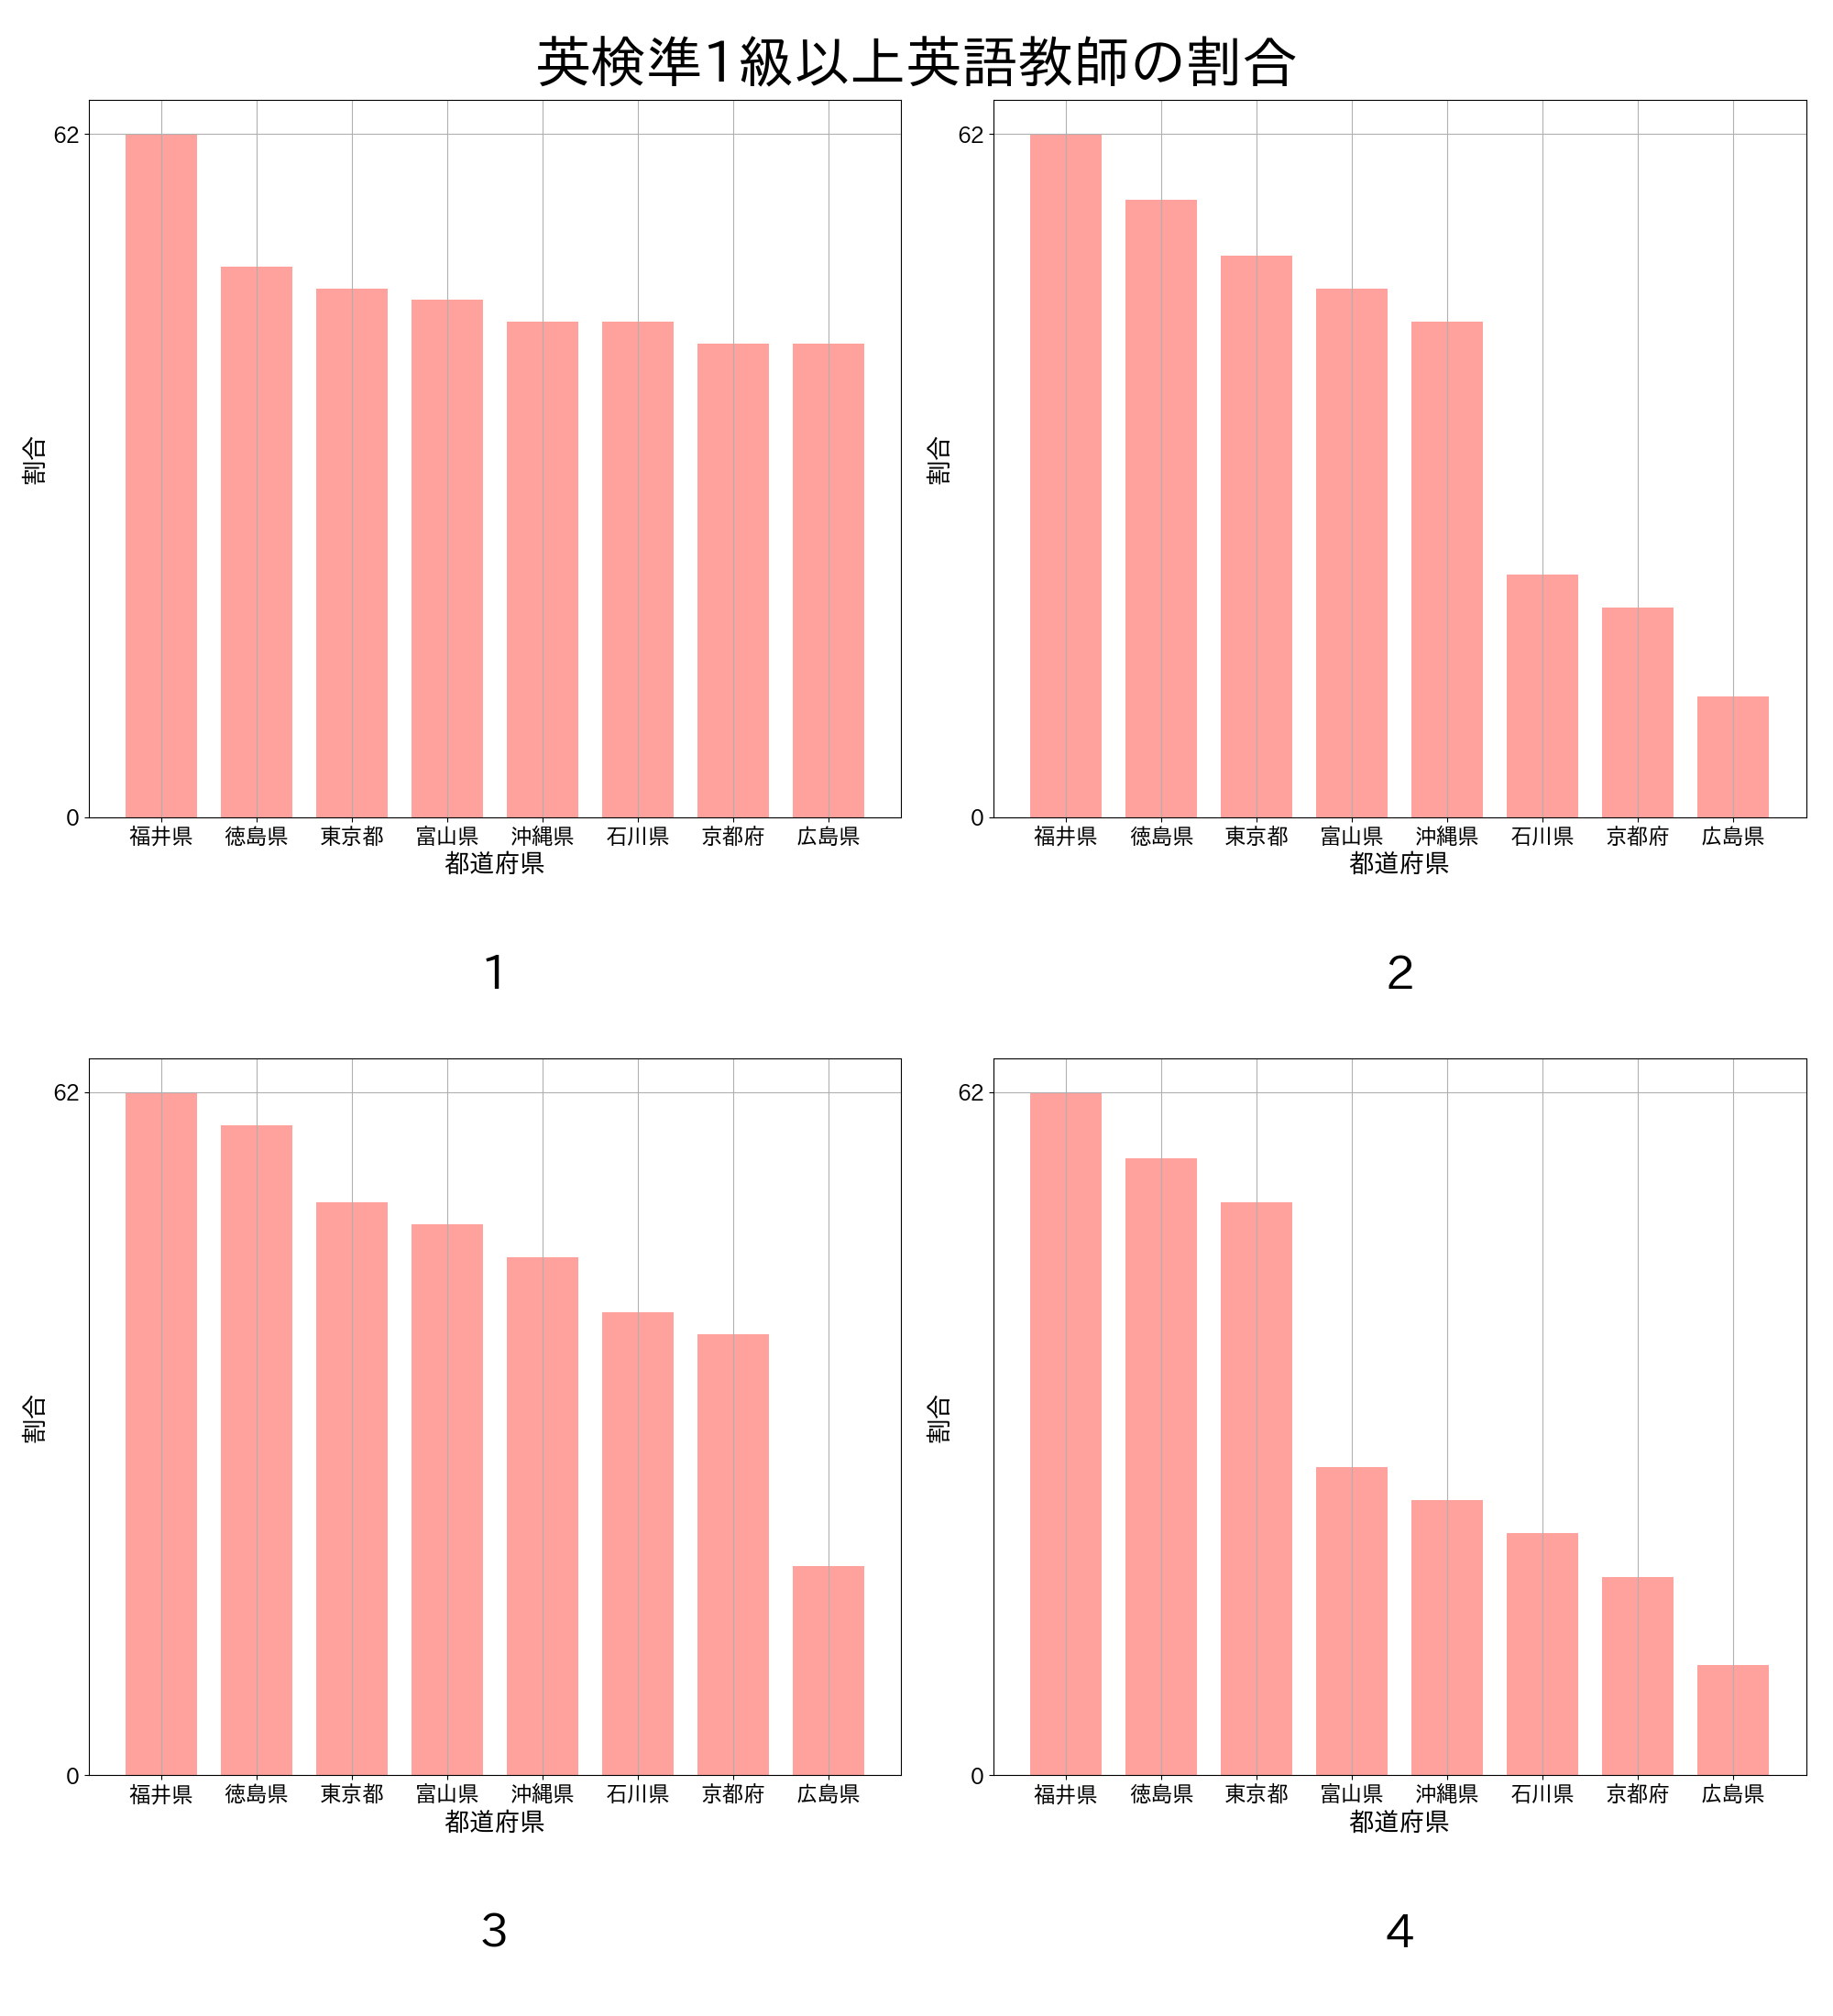 英検準1級以上英語教師の割合
62
0
割合
福井県 徳島県 東京都 富山県 沖縄県 石川県 京都府 広島県
都道府県
1
62
0
割合
福井県 徳島県 東京都 富山県 沖縄県 石川県 京都府 広島県
都道府県
2
62
0
割合
福井県 徳島県 東京都 富山県 沖縄県 石川県 京都府 広島県
都道府県
3
62
0
割合
福井県 徳島県 東京都 富山県 沖縄県 石川県 京都府 広島県
都道府県
4